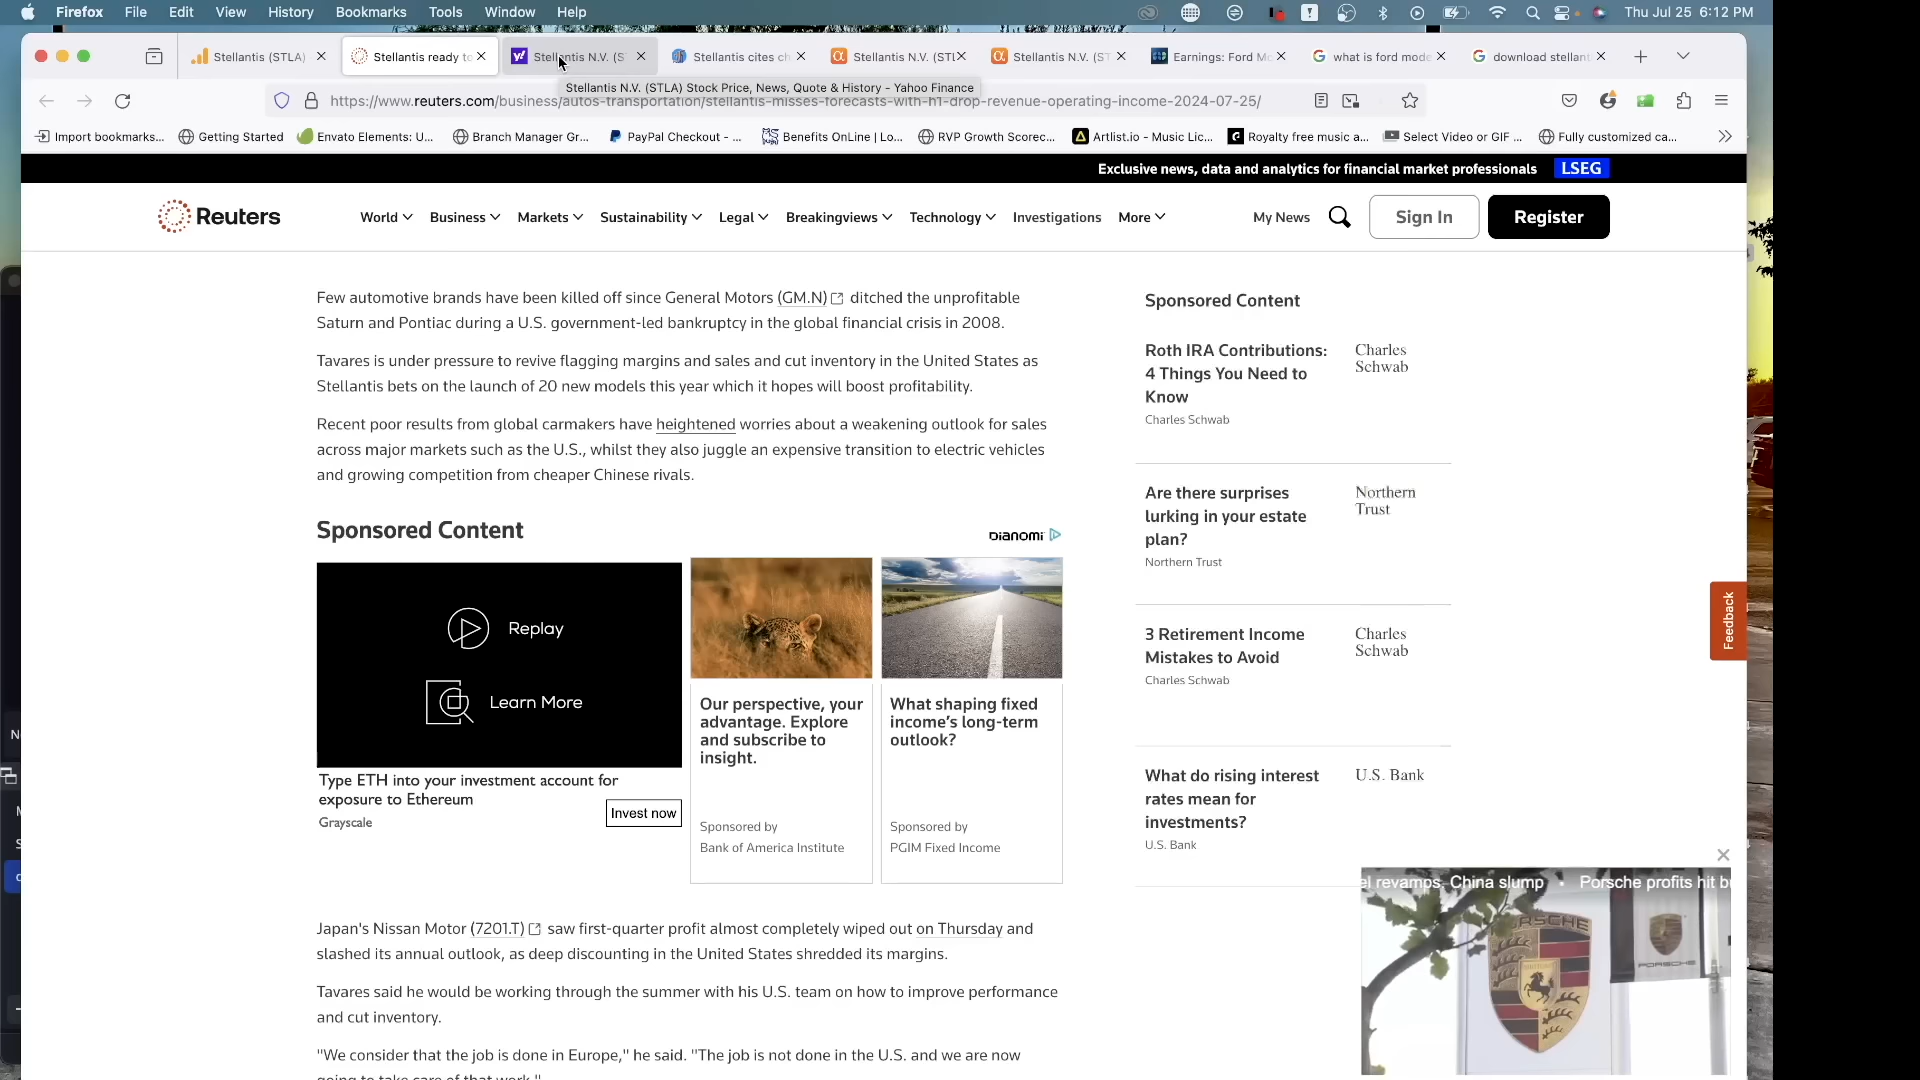 Firefox File Edit View History Bookmarks Tools Window Help Thu Jul 25 6:12 PM
Stellantis (STLA) Stellantis ready to Stellantis N.V. (S Stellantis cites ch Stellantis N.V. (STL Stellantis N.V. (ST Earnings: Ford Mo what is ford mode download stellant
Stellantis N.V. (STLA) Stock Price, News, Quote & History - Yahoo Finance
https://www.reuters.com/business/autos-transportation/stellantis-misses-forecasts-with-h1-drop-revenue-operating-income-2024-07-25/
Import bookmarks... Getting Started Envato Elements: U... Branch Manager Gr... PayPal Checkout - ... Benefits OnLine | Lo... RVP Growth Scorec... Artlist.io - Music Lic... Royalty free music a... Select Video or GIF ... Fully customized ca...
Exclusive news, data and analytics for financial market professionals LSEG
Reuters World Business Markets Sustainability Legal Breakingviews Technology Investigations More My News Sign In Register
Few automotive brands have been killed off since General Motors (GM.N) ditched the unprofitable
Saturn and Pontiac during a U.S. government-led bankruptcy in the global financial crisis in 2008.
Tavares is under pressure to revive flagging margins and sales and cut inventory in the United States as
Stellantis bets on the launch of 20 new models this year which it hopes will boost profitability.
Recent poor results from global carmakers have heightened worries about a weakening outlook for sales
across major markets such as the U.S., whilst they also juggle an expensive transition to electric vehicles
and growing competition from cheaper Chinese rivals.
Sponsored Content
DIANOMI
Replay
Learn More
Type ETH into your investment account for
exposure to Ethereum
Grayscale
Invest now
Our perspective, your
advantage. Explore
and subscribe to
insight.
Sponsored by
Bank of America Institute
What shaping fixed
income's long-term
outlook?
Sponsored by
PGIM Fixed Income
Japan's Nissan Motor (7201.T) saw first-quarter profit almost completely wiped out on Thursday and
slashed its annual outlook, as deep discounting in the United States shredded its margins.
Tavares said he would be working through the summer with his U.S. team on how to improve performance
and cut inventory.
"We consider that the job is done in Europe," he said. "The job is not done in the U.S. and we are now
going to take care of that work."
Sponsored Content
Roth IRA Contributions:
4 Things You Need to
Know
Charles Schwab
Charles
Schwab
Are there surprises
lurking in your estate
plan?
Northern Trust
Northern
Trust
3 Retirement Income
Mistakes to Avoid
Charles Schwab
Charles
Schwab
What do rising interest
rates mean for
investments?
U.S. Bank
U.S. Bank
Feedback
el revamps, China slump • Porsche profits hit b
PORSCHE
PORSCHE